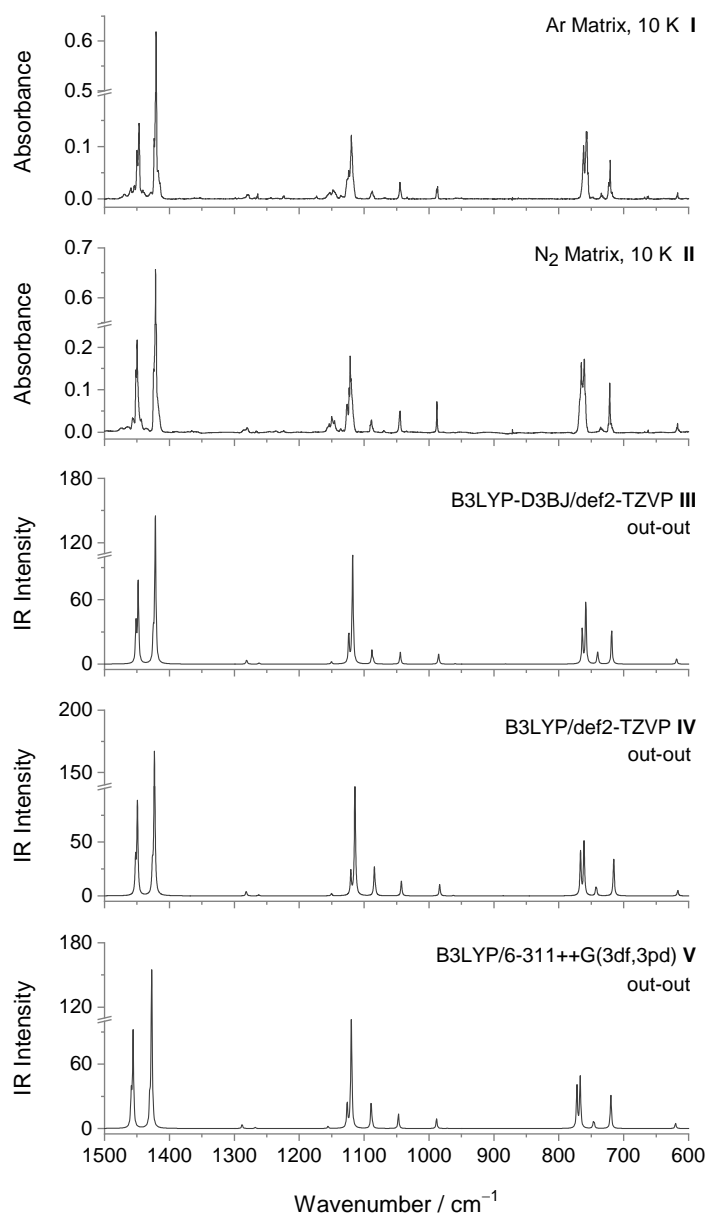 Ar Matrix, 10 K I
Absorbance
0.6
0.5
0.1
0.0
N2 Matrix, 10 K II
Absorbance
0.7
0.6
0.2
0.1
0.0
B3LYP-D3BJ/def2-TZVP III
out-out
IR Intensity
180
120
60
0
B3LYP/def2-TZVP IV
out-out
IR Intensity
200
150
50
0
B3LYP/6-311++G(3df,3pd) V
out-out
IR Intensity
180
120
60
0
1500 1400 1300 1200 1100 1000 900 800 700 600
Wavenumber / cm−1